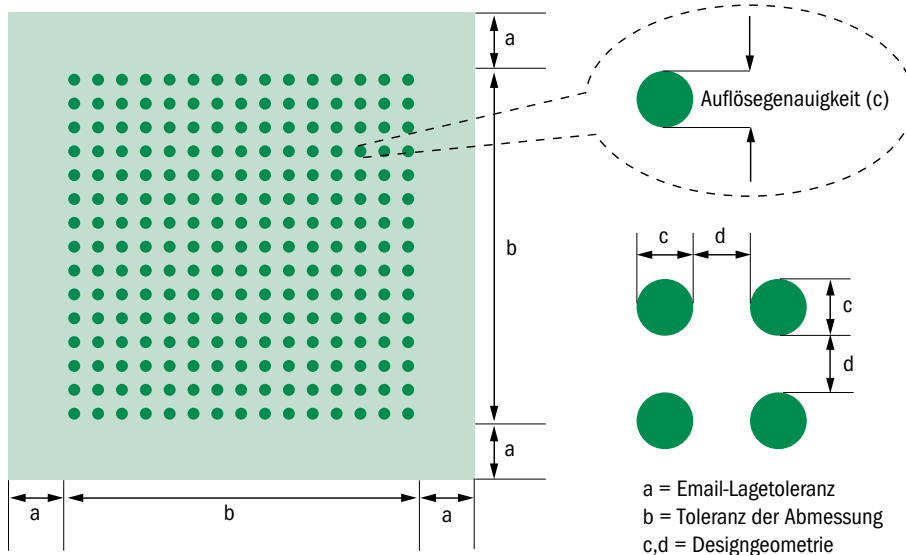 a
Auflösegenauigkeit (c)
b
c
d
c
d
a
a
b
a
a = Email-Lagetoleranz
b = Toleranz der Abmessung
c,d = Designgeometrie